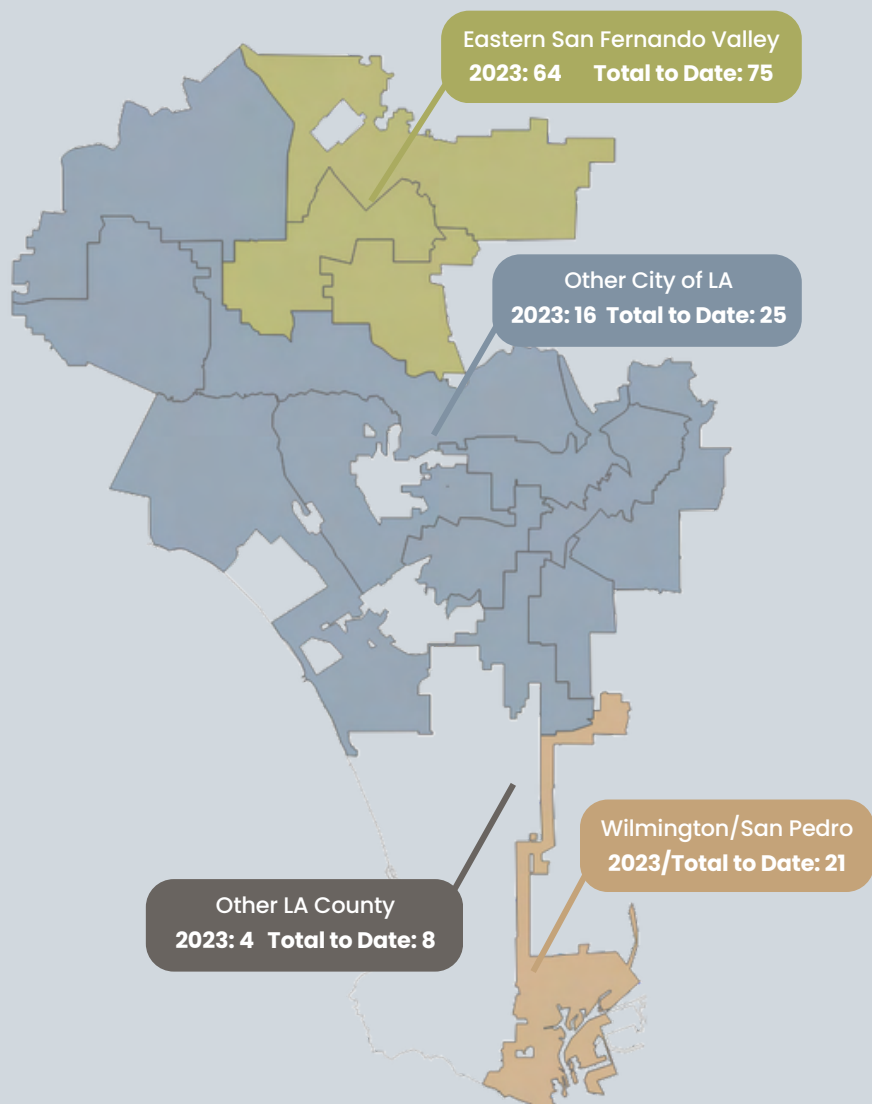 Eastern San Fernando Valley
2023: 64 Total to Date: 75
Other City of LA
2023: 16 Total to Date: 25
Wilmington/San Pedro
2023/Total to Date: 21
Other LA County
2023: 4 Total to Date: 8